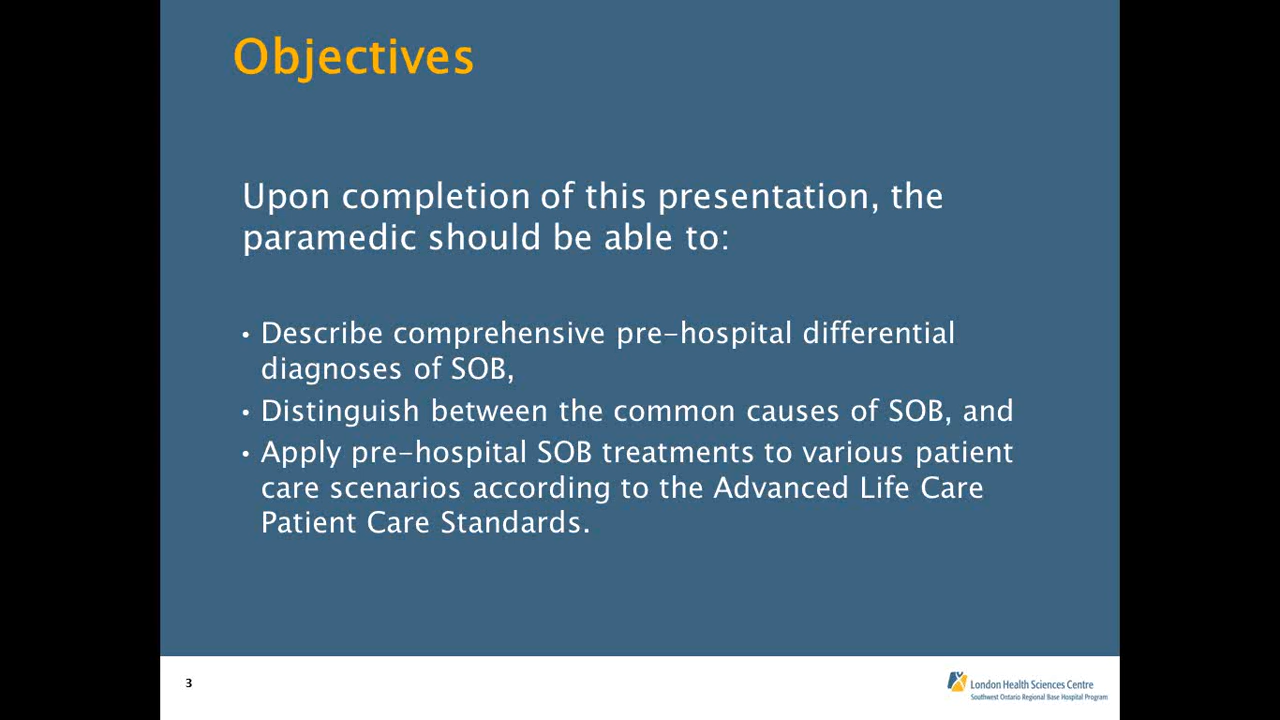 Objectives
Upon completion of this presentation, the
paramedic should be able to:
• Describe comprehensive pre-hospital differential
diagnoses of SOB,
• Distinguish between the common causes of SOB, and
• Apply pre-hospital SOB treatments to various patient
care scenarios according to the Advanced Life Care
Patient Care Standards.
3
London Health Sciences Centre
Southwest Ontario Regional Base Hospital Program